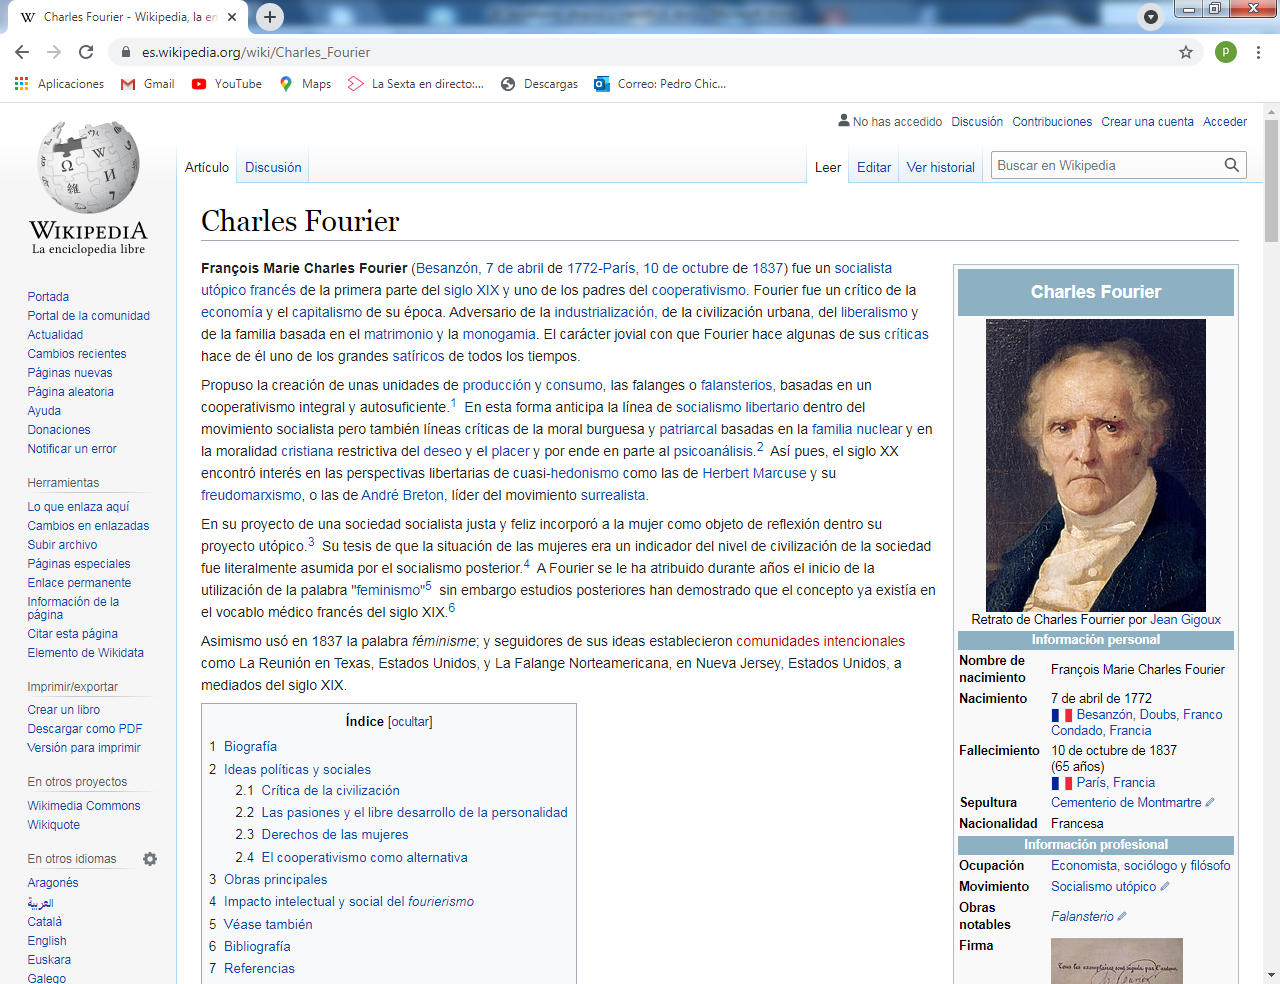 Charles Fourier - Wikipedia, la en
es.wikipedia.org/wiki/Charles_Fourier
P
Aplicaciones
Gmail
YouTube
Maps
La Sexta en directo:...
Descargas
Correo: Pedro Chic...
No has accedido Discusión Contribuciones Crear una cuenta Acceder
Artículo Discusión
Leer Editar Ver historial
Buscar en Wikipedia
WIKIPEDIA
La enciclopedia libre
Portada
Portal de la comunidad
Actualidad
Cambios recientes
Páginas nuevas
Página aleatoria
Ayuda
Donaciones
Notificar un error
Herramientas
Lo que enlaza aquí
Cambios en enlazadas
Subir archivo
Páginas especiales
Enlace permanente
Información de la
página
Citar esta página
Elemento de Wikidata
Imprimir/exportar
Crear un libro
Descargar como PDF
Versión para imprimir
En otros proyectos
Wikimedia Commons
Wikiquote
En otros idiomas
Aragonés
العربية
Català
English
Euskara
Galego
Charles Fourier
François Marie Charles Fourier (Besanzón, 7 de abril de 1772-París, 10 de octubre de 1837) fue un socialista
utópico francés de la primera parte del siglo XIX y uno de los padres del cooperativismo. Fourier fue un crítico de la
economía y el capitalismo de su época. Adversario de la industrialización, de la civilización urbana, del liberalismo y
de la familia basada en el matrimonio y la monogamia. El carácter jovial con que Fourier hace algunas de sus críticas
hace de él uno de los grandes satíricos de todos los tiempos.
Propuso la creación de unas unidades de producción y consumo, las falanges o falansterios, basadas en un
cooperativismo integral y autosuficiente.1 En esta forma anticipa la línea de socialismo libertario dentro del
movimiento socialista pero también líneas críticas de la moral burguesa y patriarcal basadas en la familia nuclear y en
la moralidad cristiana restrictiva del deseo y el placer y por ende en parte al psicoanálisis.2 Así pues, el siglo XX
encontró interés en las perspectivas libertarias de cuasi-hedonismo como las de Herbert Marcuse y su
freudomarxismo, o las de André Breton, líder del movimiento surrealista.
En su proyecto de una sociedad socialista justa y feliz incorporó a la mujer como objeto de reflexión dentro su
proyecto utópico.3 Su tesis de que la situación de las mujeres era un indicador del nivel de civilización de la sociedad
fue literalmente asumida por el socialismo posterior.4 A Fourier se le ha atribuido durante años el inicio de la
utilización de la palabra "feminismo"5 sin embargo estudios posteriores han demostrado que el concepto ya existía en
el vocablo médico francés del siglo XIX.6
Asimismo usó en 1837 la palabra féminisme; y seguidores de sus ideas establecieron comunidades intencionales
como La Reunión en Texas, Estados Unidos, y La Falange Norteamericana, en Nueva Jersey, Estados Unidos, a
mediados del siglo XIX.
Índice [ocultar]
1 Biografía
2 Ideas políticas y sociales
2.1 Crítica de la civilización
2.2 Las pasiones y el libre desarrollo de la personalidad
2.3 Derechos de las mujeres
2.4 El cooperativismo como alternativa
3 Obras principales
4 Impacto intelectual y social del fourierismo
5 Véase también
6 Bibliografía
7 Referencias
Charles Fourier
Retrato de Charles Fourrier por Jean Gigoux
Información personal
Nombre de
nacimiento
François Marie Charles Fourier
Nacimiento
7 de abril de 1772
Besanzón, Doubs, Franco
Condado, Francia
Fallecimiento
10 de octubre de 1837
(65 años)
París, Francia
Sepultura
Cementerio de Montmartre
Nacionalidad
Francesa
Información profesional
Ocupación
Economista, sociólogo y filósofo
Movimiento
Socialismo utópico
Obras
notables
Falansterio
Firma